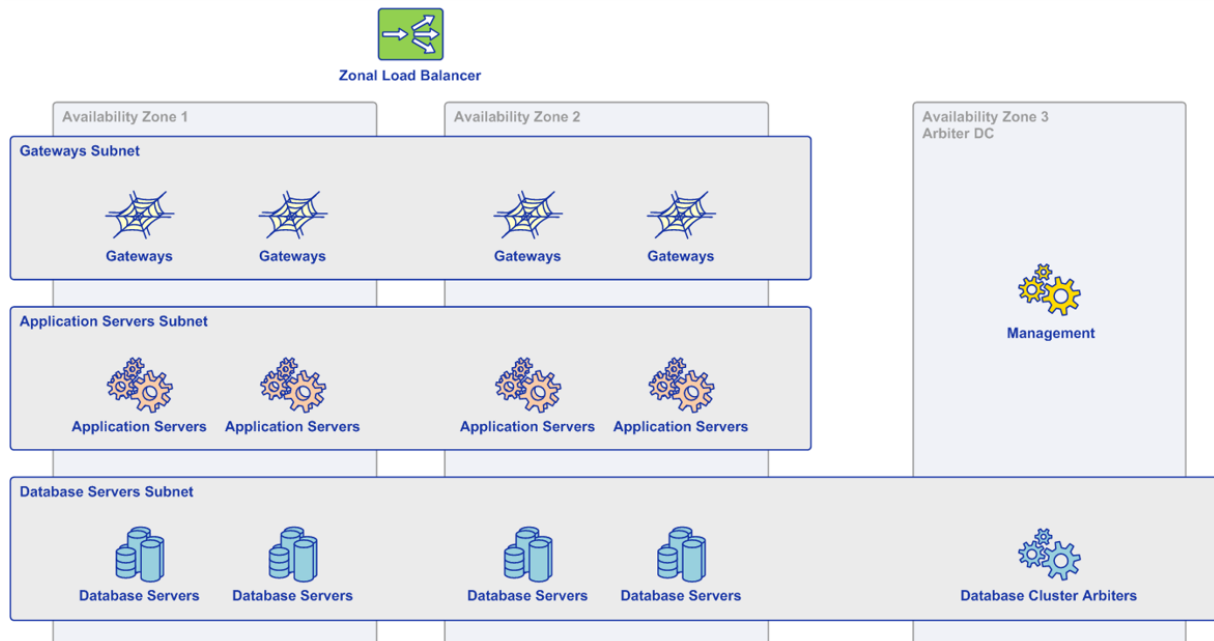 Zonal Load Balancer
Availability Zone 1
Availability Zone 2
Availability Zone 3
Arbiter DC
Gateways Subnet
Gateways
Gateways
Gateways
Gateways
Application Servers Subnet
Management
Application Servers
Application Servers
Application Servers
Application Servers
Database Servers Subnet
Database Servers
Database Servers
Database Servers
Database Servers
Database Cluster Arbiters